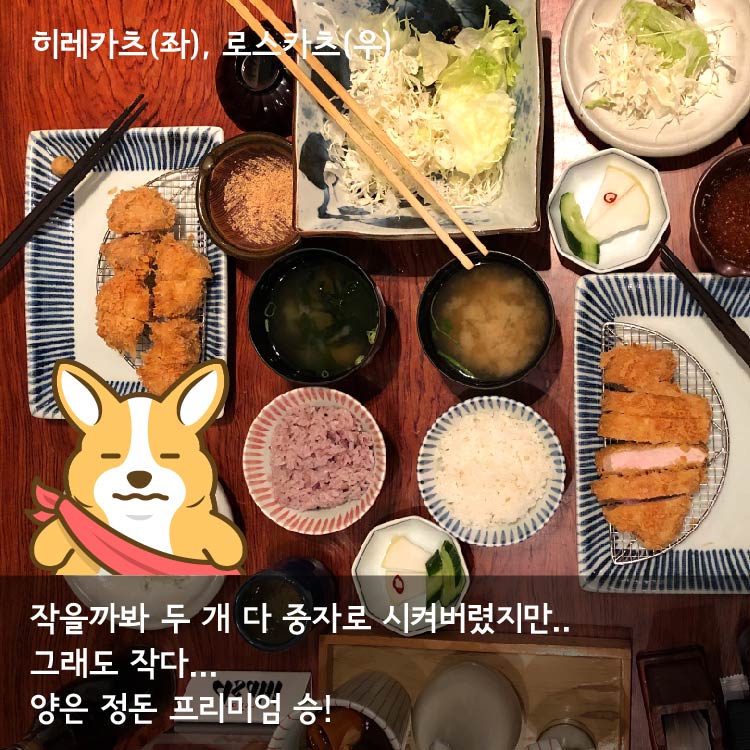 히레카츠(좌), 로스카츠(우)
작을까봐 두 개 다 중자로 시켜버렸지만..
그래도 작다...
양은 정돈 프리미엄 승!